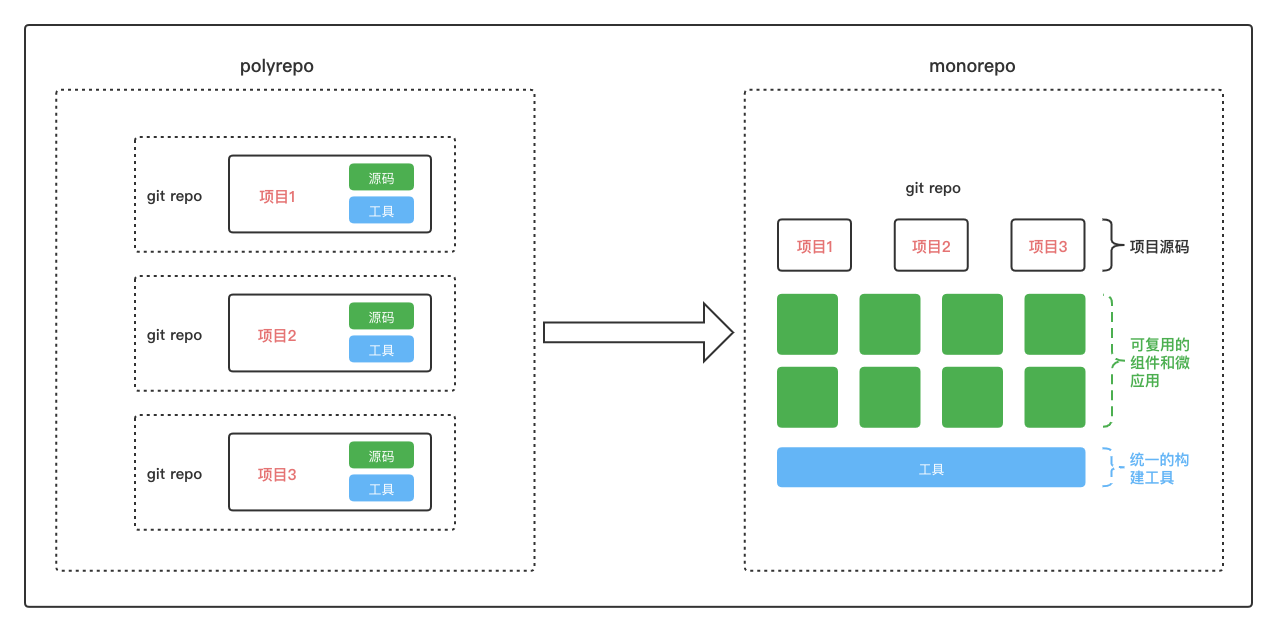 polyrepo
git repo
项目1
源码
工具
git repo
项目2
源码
工具
git repo
项目3
源码
工具
monorepo
git repo
项目1
项目2
项目3
项目源码
可复用的
组件和微
应用
工具
统一的构
建工具